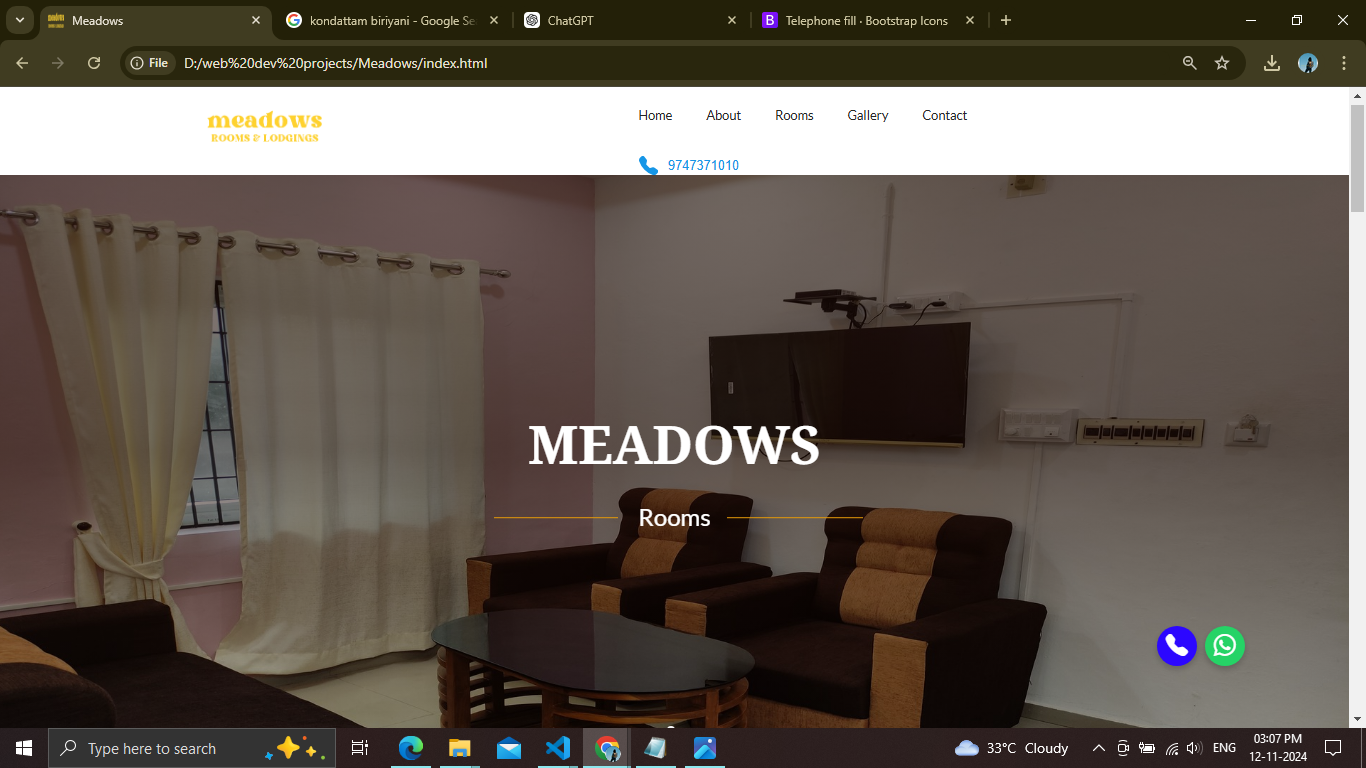 Meadows
kondattam biriyani - Google Se
ChatGPT
Telephone fill · Bootstrap Icons
File
D:/web%20dev%20projects/Meadows/index.html
meadows
ROOMS & LODGINGS
Home
About
Rooms
Gallery
Contact
9747371010
MEADOWS
Rooms
Type here to search
33°C Cloudy
ENG
03:07 PM
12-11-2024